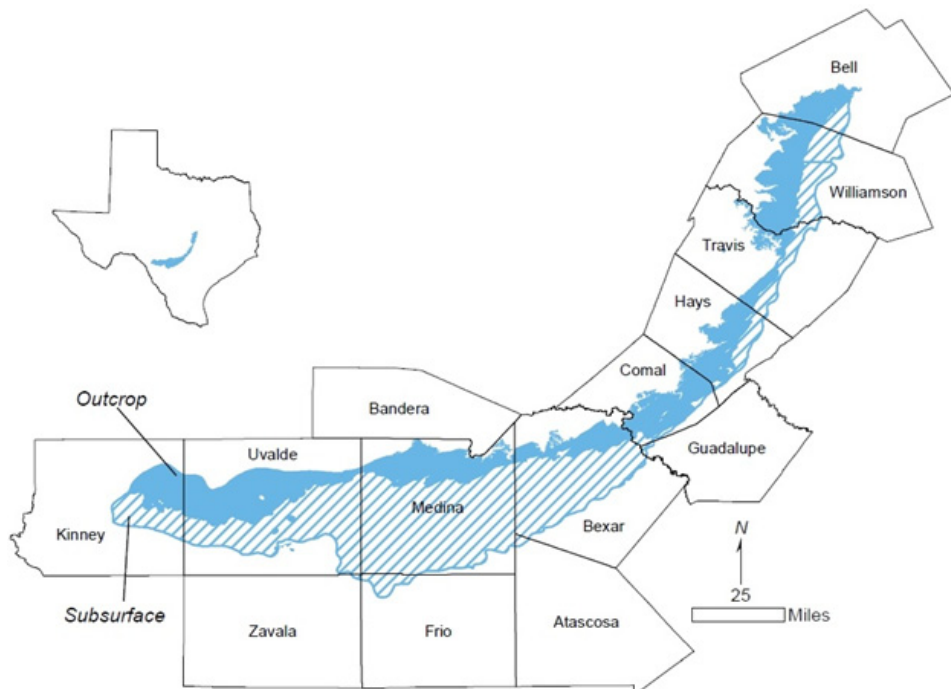 Bell
Williamson
Travis
Hays
Comal
Outcrop
Bandera
Uvalde
Guadalupe
Medina
Bexar
Kinney
N
25
Miles
Subsurface
Zavala
Frio
Atascosa